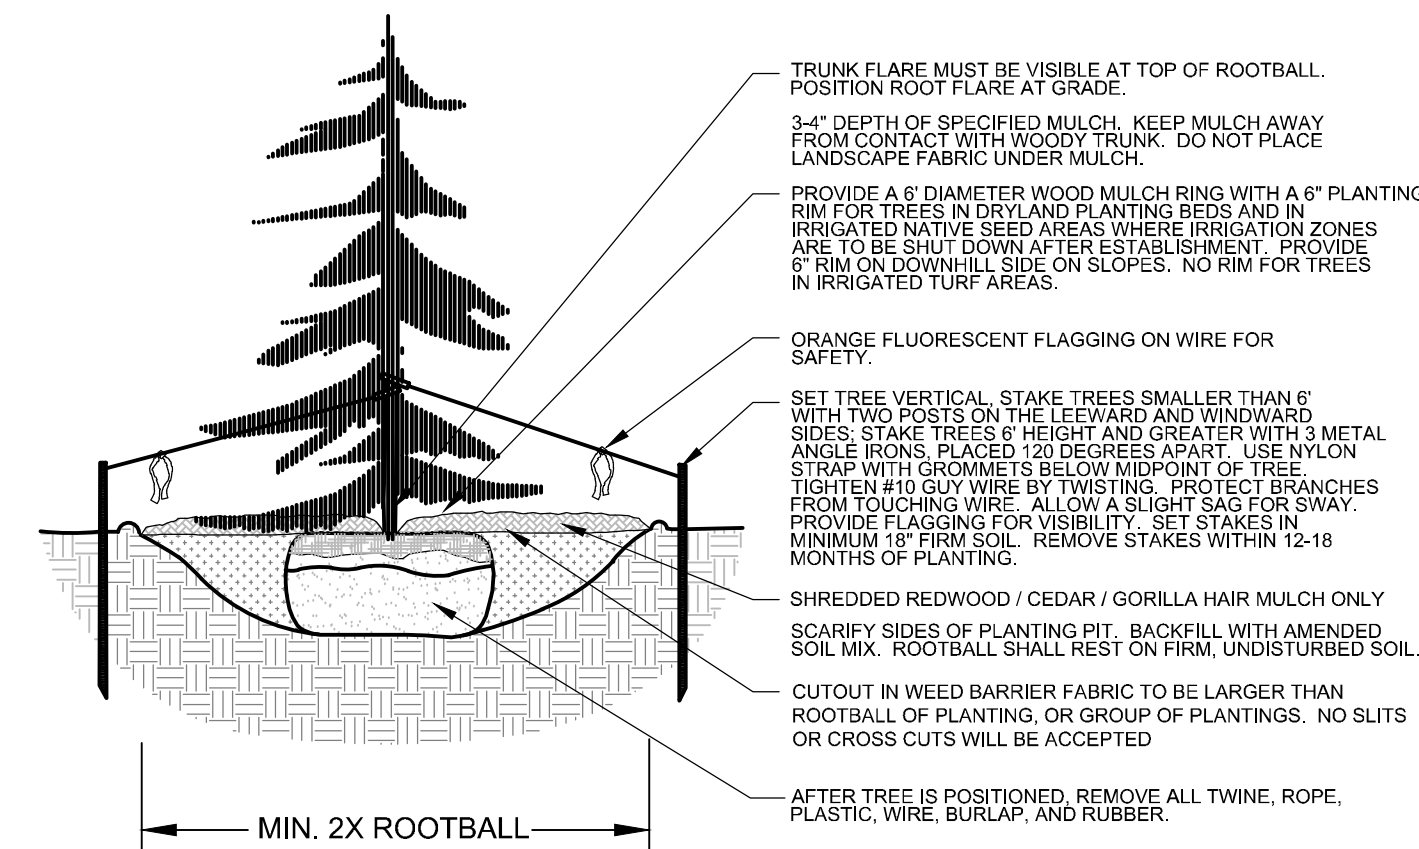 TRUNK FLARE MUST BE VISIBLE AT TOP OF ROOTBALL.
POSITION ROOT FLARE AT GRADE.
3-4" DEPTH OF SPECIFIED MULCH. KEEP MULCH AWAY
FROM CONTACT WITH WOODY TRUNK. DO NOT PLACE
LANDSCAPE FABRIC UNDER MULCH.
PROVIDE A 6' DIAMETER WOOD MULCH RING WITH A 6" PLANTING
RIM FOR TREES IN DRYLAND PLANTING BEDS AND IN
IRRIGATED NATIVE SEED AREAS WHERE IRRIGATION ZONES
ARE TO BE SHUT DOWN AFTER ESTABLISHMENT. PROVIDE
6" RIM ON DOWNHILL SIDE ON SLOPES. NO RIM FOR TREES
IN IRRIGATED TURF AREAS.
ORANGE FLUORESCENT FLAGGING ON WIRE FOR
SAFETY.
SET TREE VERTICAL, STAKE TREES SMALLER THAN 6'
WITH TWO POSTS ON THE LEEWARD AND WINDWARD
SIDES; STAKE TREES 6' HEIGHT AND GREATER WITH 3 METAL
ANGLE IRONS, PLACED 120 DEGREES APART. USE NYLON
STRAP WITH GROMMETS BELOW MIDPOINT OF TREE.
TIGHTEN #10 GUY WIRE BY TWISTING. PROTECT BRANCHES
FROM TOUCHING WIRE. ALLOW A SLIGHT SAG FOR SWAY.
PROVIDE FLAGGING FOR VISIBILITY. SET STAKES IN
MINIMUM 18" FIRM SOIL. REMOVE STAKES WITHIN 12-18
MONTHS OF PLANTING.
SHREDDED REDWOOD / CEDAR / GORILLA HAIR MULCH ONLY
SCARIFY SIDES OF PLANTING PIT. BACKFILL WITH AMENDED
SOIL MIX. ROOTBALL SHALL REST ON FIRM, UNDISTURBED SOIL.
CUTOUT IN WEED BARRIER FABRIC TO BE LARGER THAN
ROOTBALL OF PLANTING, OR GROUP OF PLANTINGS. NO SLITS
OR CROSS CUTS WILL BE ACCEPTED
AFTER TREE IS POSITIONED, REMOVE ALL TWINE, ROPE,
PLASTIC, WIRE, BURLAP, AND RUBBER.
MIN. 2X ROOTBALL